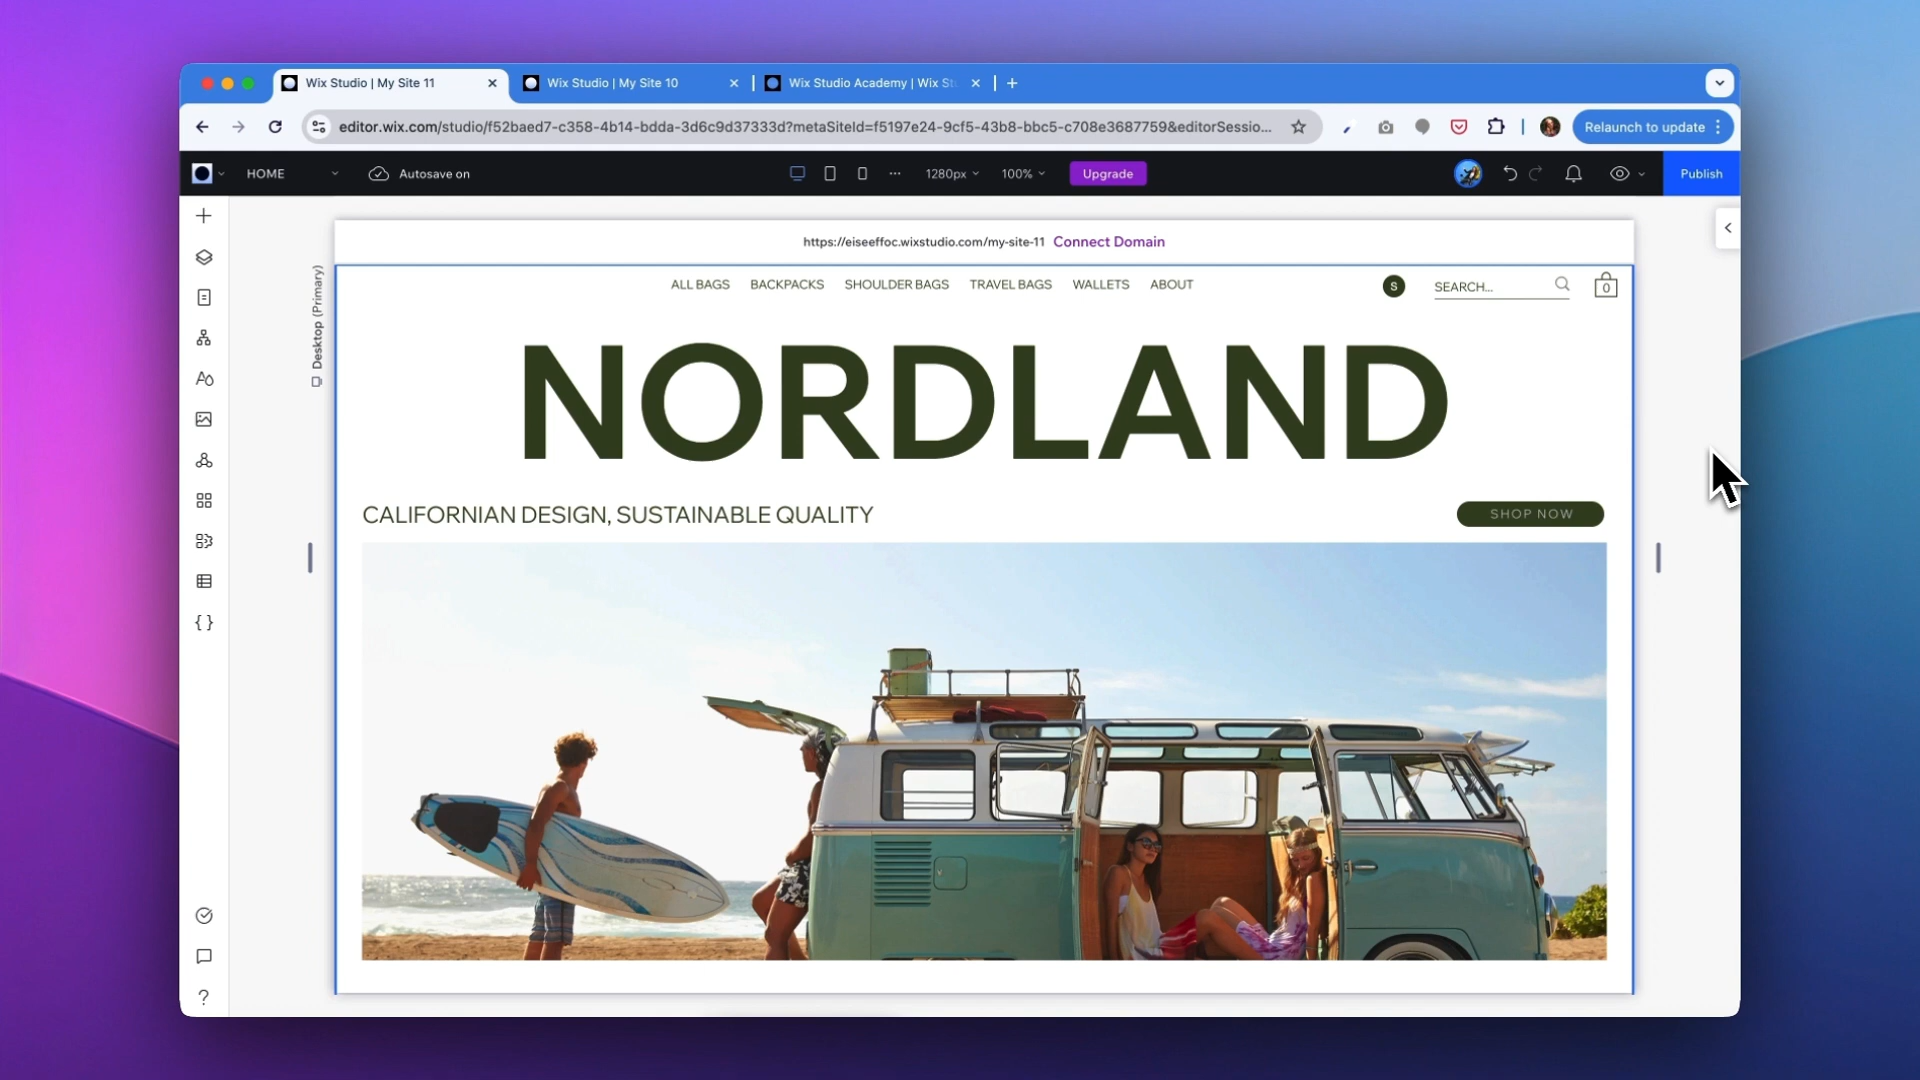 Wix Studio | My Site 11
Wix Studio | My Site 10
Wix Studio Academy | Wix St
editor.wix.com/studio/f52baed7-c358-4b14-bdda-3d6c9d37333d?metaSiteId=f5197e24-9cf5-43b8-bbc5-c708e3687759&editorSessio...
Relaunch to update
HOME
Autosave on
1280px
100%
Upgrade
Publish
https://eiseeffoc.wixstudio.com/my-site-11 Connect Domain
Desktop (Primary)
ALL BAGS BACKPACKS SHOULDER BAGS TRAVEL BAGS WALLETS ABOUT
S
SEARCH...
0
NORDLAND
CALIFORNIAN DESIGN, SUSTAINABLE QUALITY
SHOP NOW